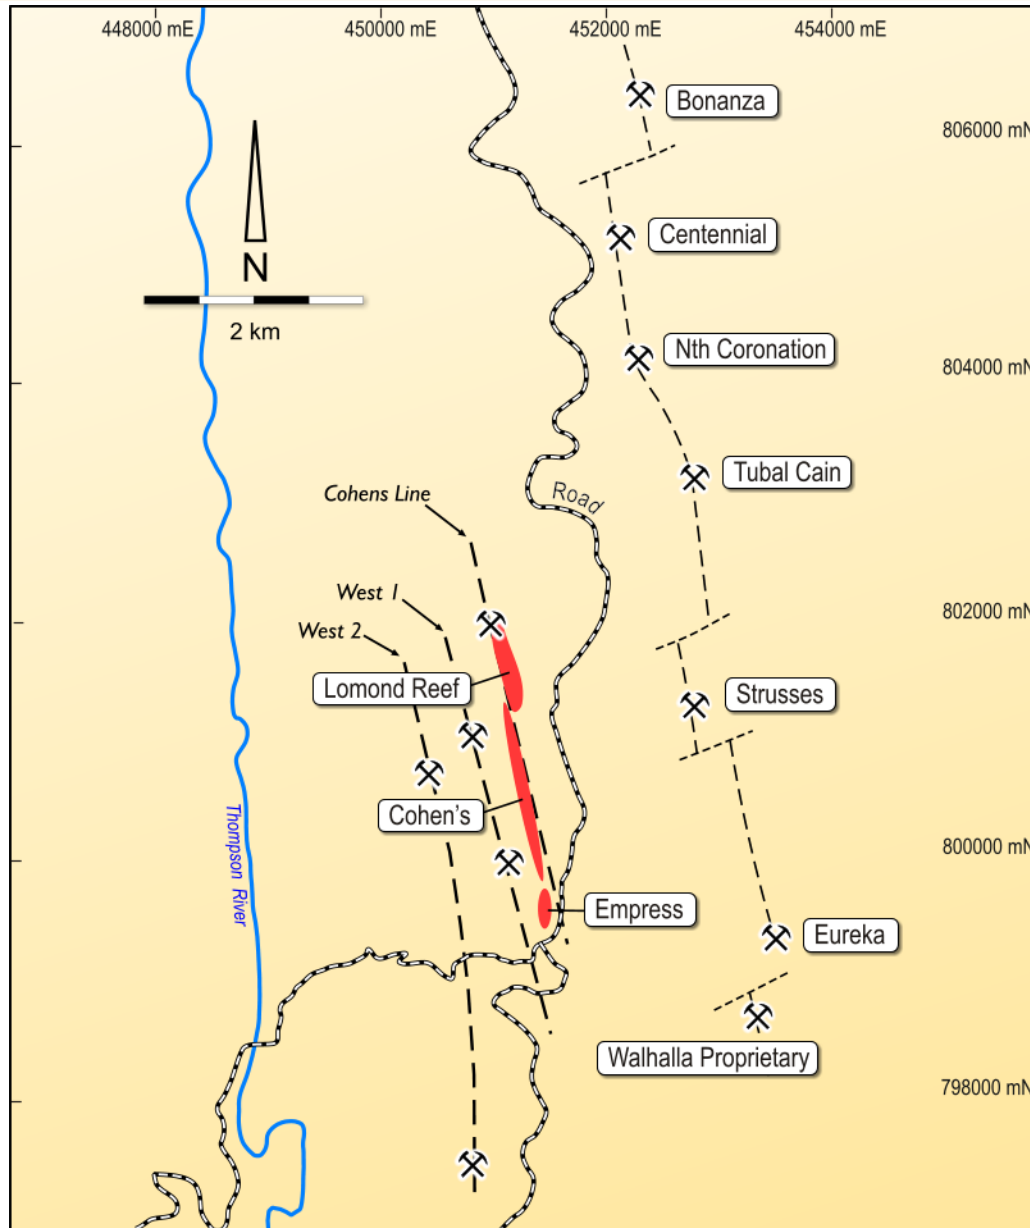 448000 mE
450000 mE
452000 mE
454000 mE
Bonanza
806000 mN
Centennial
N
2 km
Nth Coronation
804000 mN
Tubal Cain
Cohens Line
Road
West 1
802000 mN
West 2
Lomond Reef
Strusses
Cohen's
Thompson River
800000 mN
Empress
Eureka
Walhalla Proprietary
798000 mN